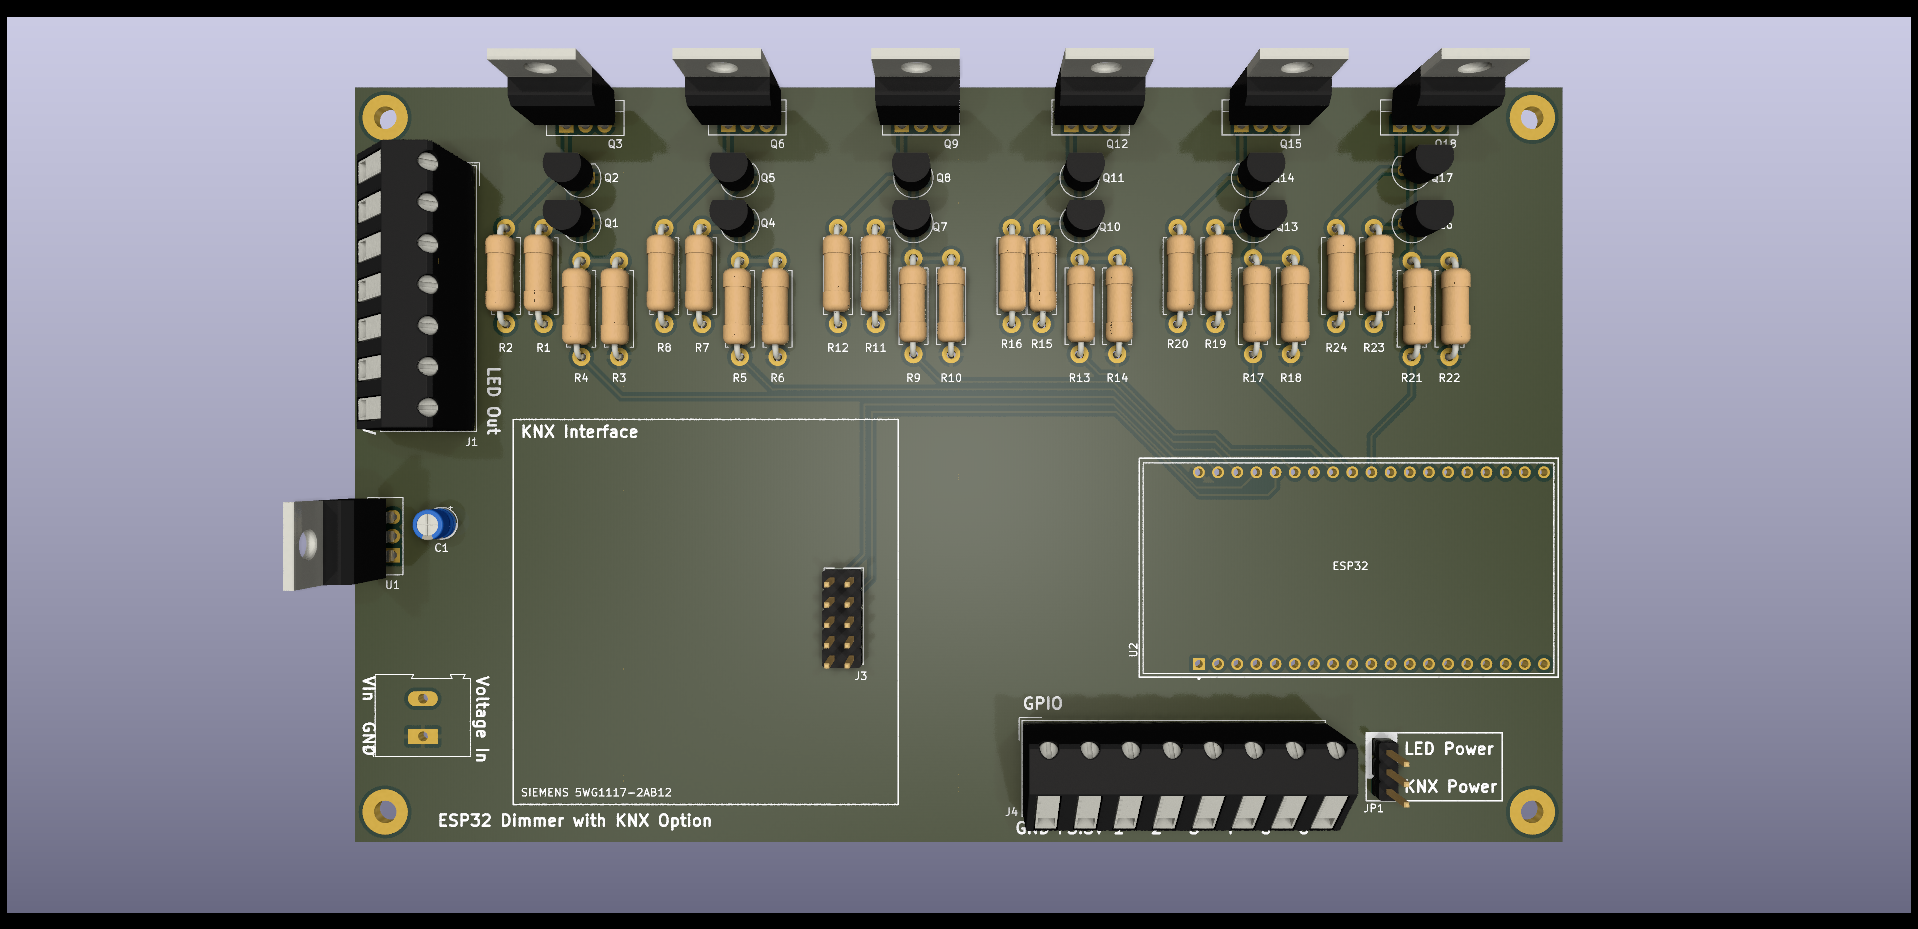 Q3
Q6
Q9
Q12
Q15
Q18
Q2
Q5
Q8
Q11
Q14
Q17
Q1
Q4
Q7
Q10
Q13
R2
R1
R8
R7
R12
R11
R16
R15
R20
R19
R24
R23
R4
R3
R5
R6
R9
R10
R13
R14
R17
R18
R21
R22
LED Out
J1
KNX Interface
C1
U1
ESP32
U2
J3
Vin
GND
Voltage In
GPIO
LED Power
KNX Power
JP1
J4
SIEMENS 5WG1117-2AB12
ESP32 Dimmer with KNX Option